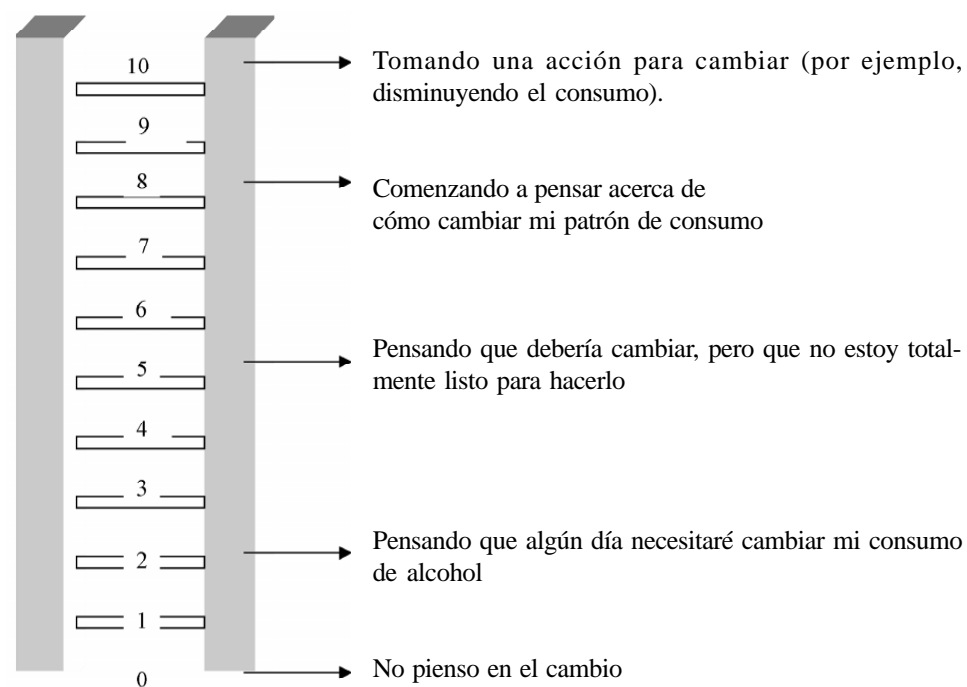 10
Tomando una acción para cambiar (por ejemplo,
disminuyendo el consumo).
9
8
Comenzando a pensar acerca de
cómo cambiar mi patrón de consumo
7
6
Pensando que debería cambiar, pero que no estoy total-
mente listo para hacerlo
5
4
3
2
Pensando que algún día necesitaré cambiar mi consumo
de alcohol
1
0
No pienso en el cambio